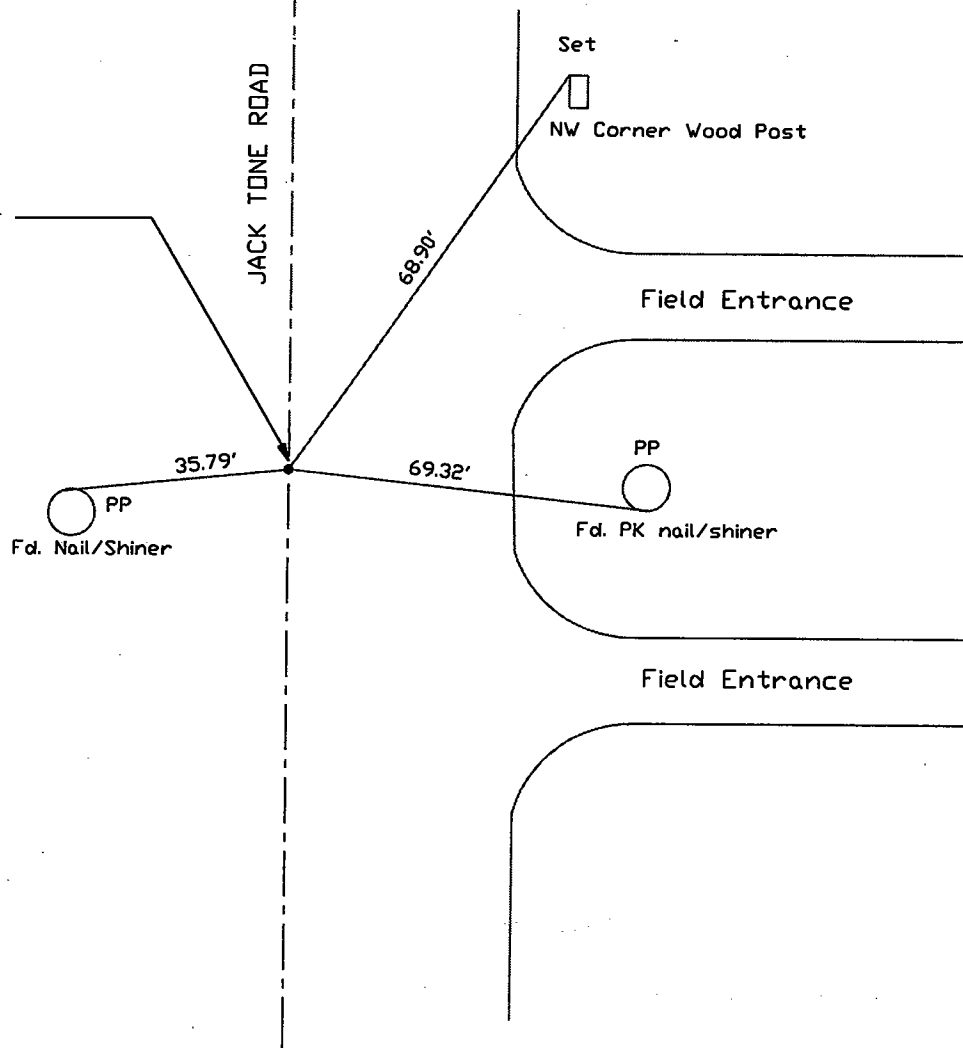 Set
NW Corner Wood Post
JACK TONE ROAD
68.90'
Field Entrance
35.79'
69.32'
PP
PP
Fd. Nail/Shiner
Fd. PK nail/shiner
Field Entrance